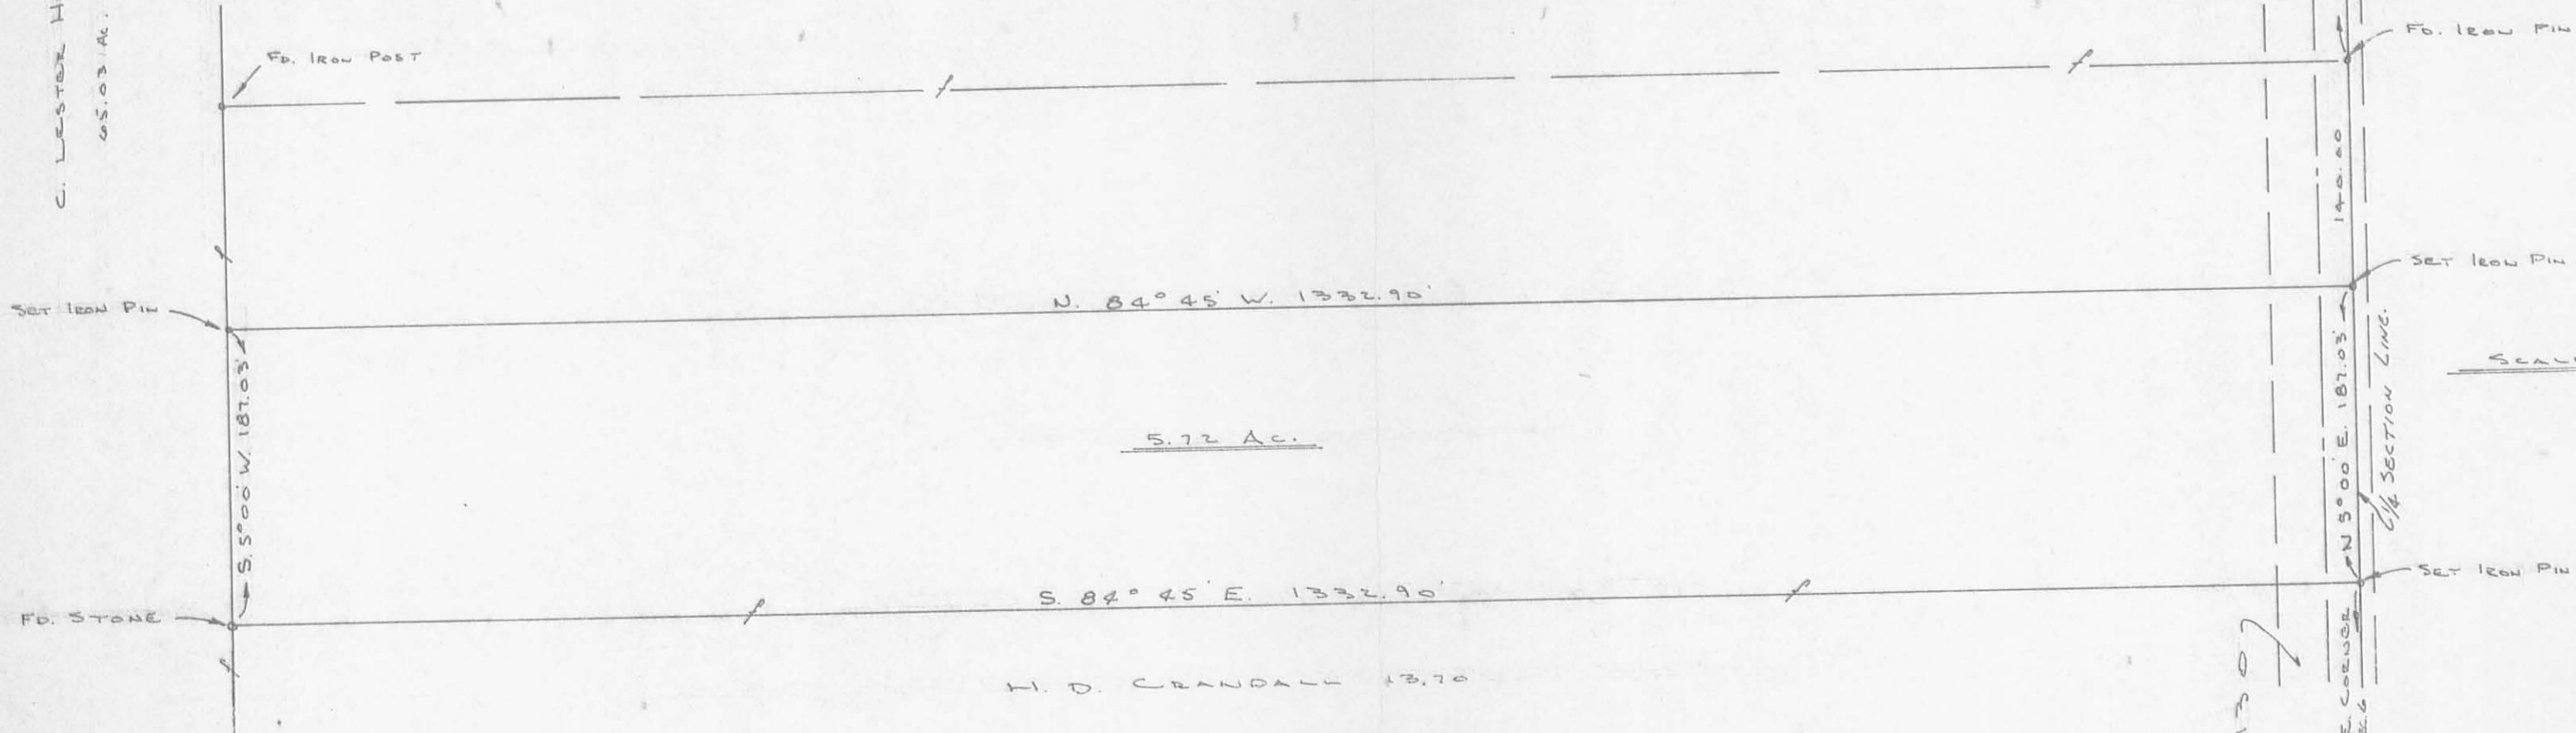 C. LESTER
65.03 Ac.
FD. IRON POST
FD. IRON PIN
140.60
SET IRON PIN
SET IRON PIN
N. 84° 45' W. 1332.90'
S. 5° 00' W. 187.03'
N 5° 00' E. 187.03'
1/4 SECTION LINE.
5.72 Ac.
S. 84° 45' E. 1332.90'
FD. STONE
SET IRON PIN
H. D. CRANDALL 13.70
CORNER